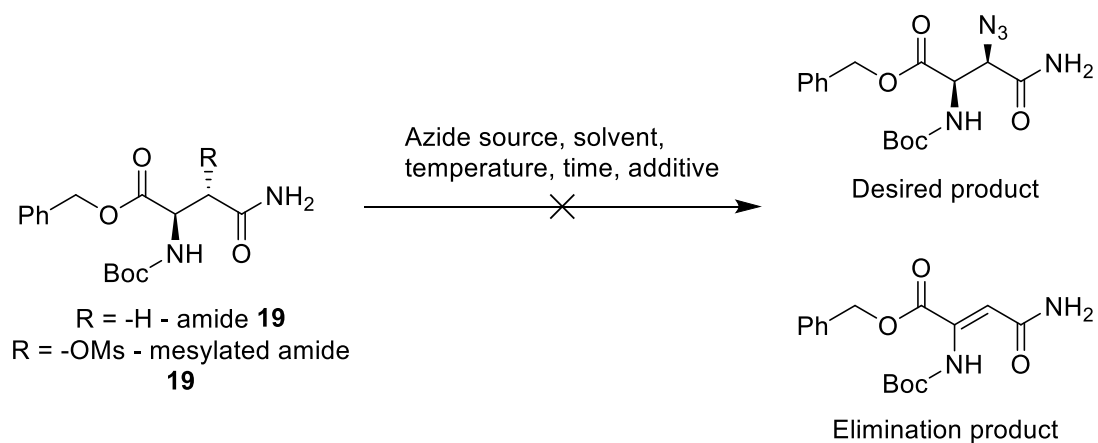 R
O
Ph
O
NH2
Boc
NH
O
R = -H - amide 19
R = -OMs - mesylated amide
19
Azide source, solvent,
temperature, time, additive
N3
O
Ph
O
NH2
Boc
NH
O
Desired product
O
Ph
O
NH2
Boc
NH
O
Elimination product